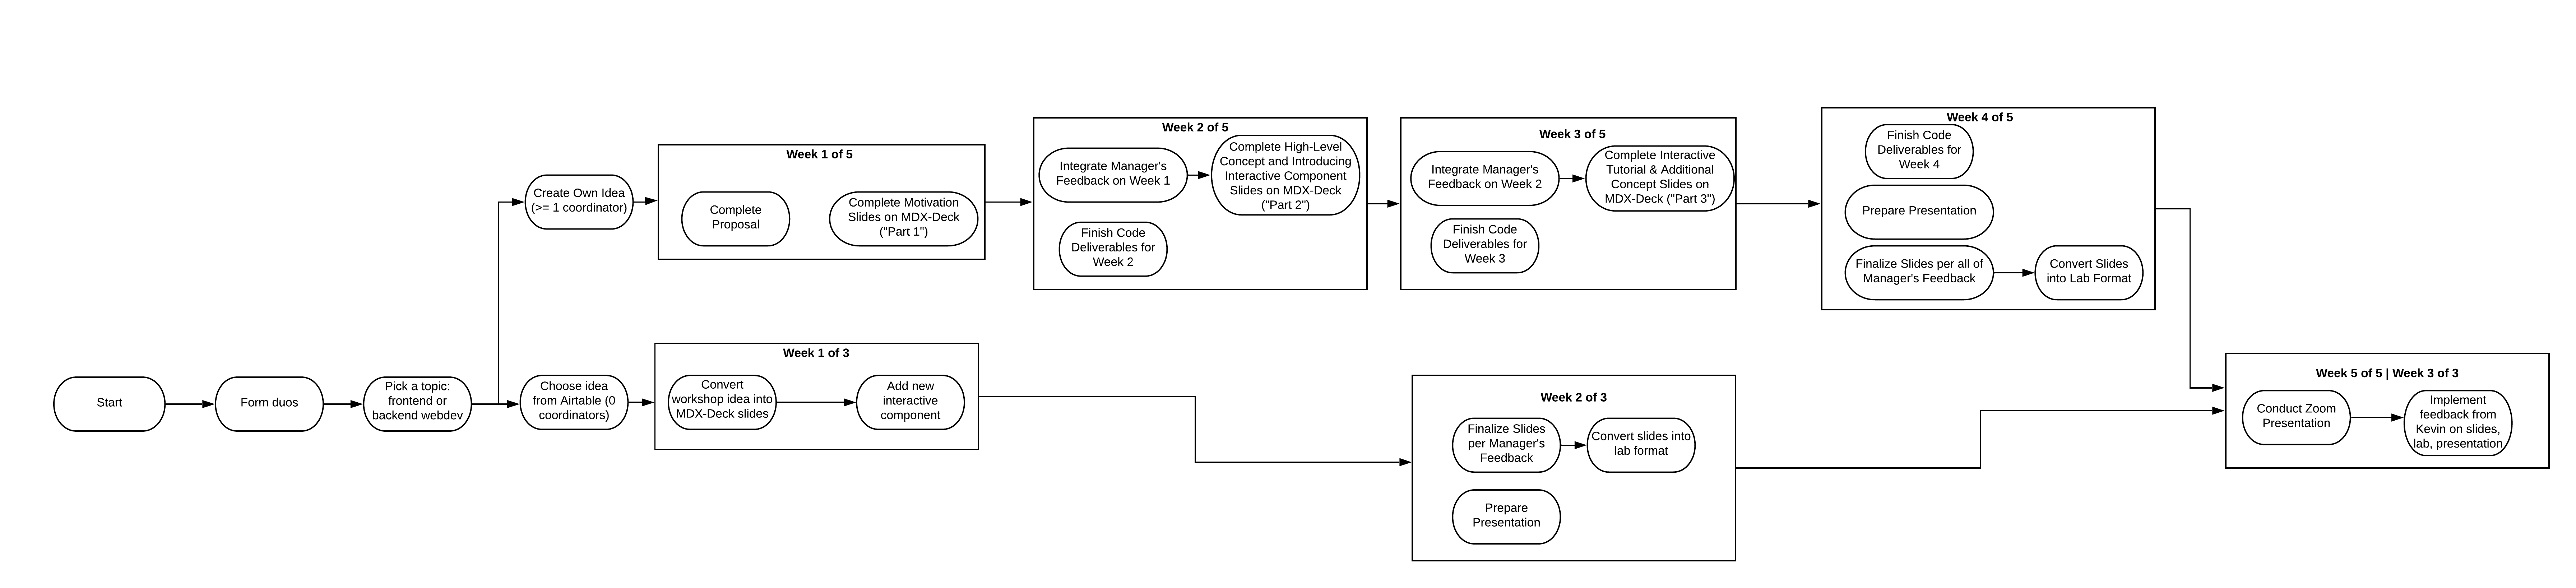 Start
Form duos
Pick a topic:
frontend or
backend webdev
Create Own Idea
(>= 1 coordinator)
Week 1 of 5
Complete
Proposal
Complete Motivation
Slides on MDX-Deck
("Part 1")
Week 2 of 5
Integrate Manager's
Feedback on Week 1
Complete High-Level
Concept and Introducing
Interactive Component
Slides on MDX-Deck
("Part 2")
Finish Code
Deliverables for
Week 2
Week 3 of 5
Integrate Manager's
Feedback on Week 2
Complete Interactive
Tutorial & Additional
Concept Slides on
MDX-Deck ("Part 3")
Finish Code
Deliverables for
Week 3
Week 4 of 5
Finish Code
Deliverables for
Week 4
Prepare Presentation
Finalize Slides per all of
Manager's Feedback
Convert Slides
into Lab Format
Choose idea
from Airtable (0
coordinators)
Week 1 of 3
Convert
workshop idea into
MDX-Deck slides
Add new
interactive
component
Week 2 of 3
Finalize Slides
per Manager's
Feedback
Convert slides into
lab format
Prepare
Presentation
Week 5 of 5 | Week 3 of 3
Conduct Zoom
Presentation
Implement
feedback from
Kevin on slides,
lab, presentation